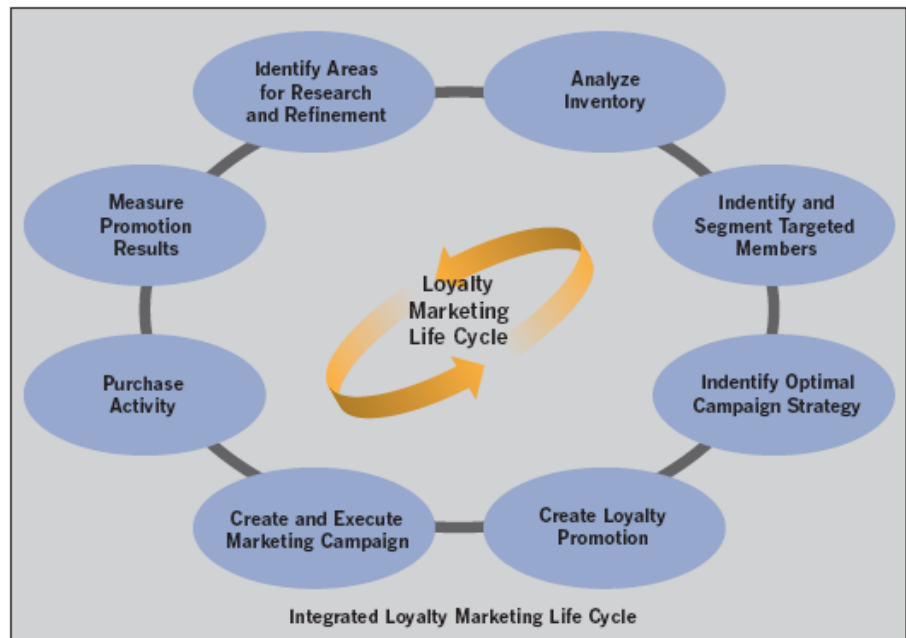 Identify Areas
for Research
and Refinement
Analyze
Inventory
Measure
Promotion
Results
Indentify and
Segment Targeted
Members
Loyalty
Marketing
Life Cycle
Purchase
Activity
Indentify Optimal
Campaign Strategy
Create and Execute
Marketing Campaign
Create Loyalty
Promotion
Integrated Loyalty Marketing Life Cycle